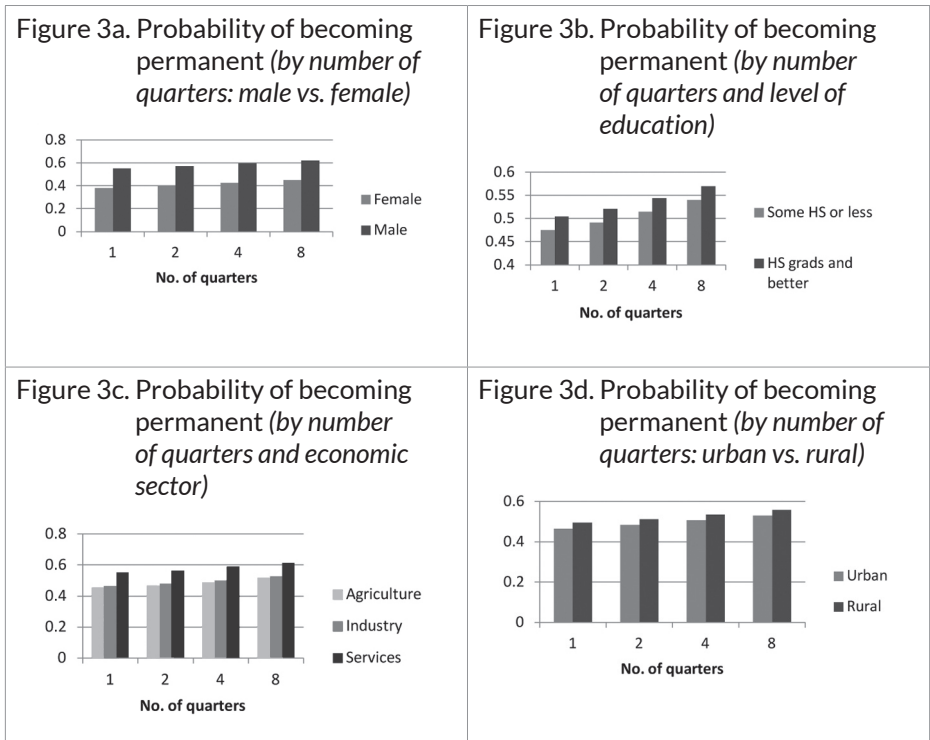 Figure 3a. Probability of becoming
permanent (by number of
quarters: male vs. female)
0.8
0.6
0.4
0.2
0
1 2 4 8
No. of quarters
Female
Male
Figure 3b. Probability of becoming
permanent (by number
of quarters and level of
education)
0.6
0.55
0.5
0.45
0.4
1 2 4 8
No. of quarters
Some HS or less
HS grads and
better
Figure 3c. Probability of becoming
permanent (by number
of quarters and economic
sector)
0.8
0.6
0.4
0.2
0
1 2 4 8
No. of quarters
Agriculture
Industry
Services
Figure 3d. Probability of becoming
permanent (by number of
quarters: urban vs. rural)
0.6
0.4
0.2
0
1 2 4 8
No. of quarters
Urban
Rural